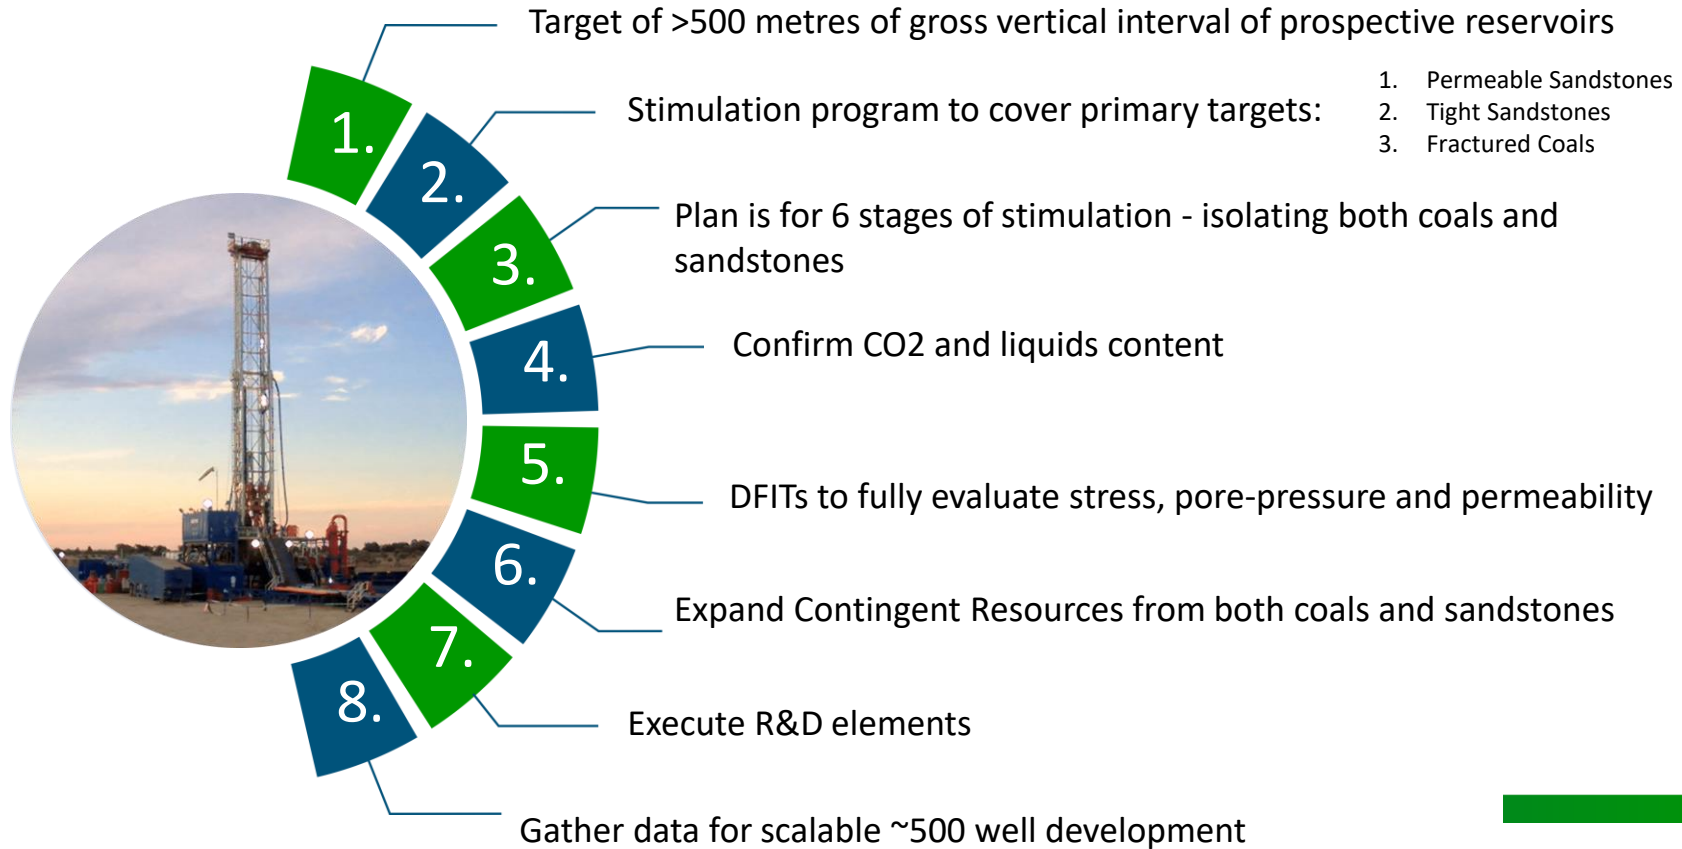 1.
Target of >500 metres of gross vertical interval of prospective reservoirs
2.
Stimulation program to cover primary targets:
1. Permeable Sandstones
2. Tight Sandstones
3. Fractured Coals
3.
Plan is for 6 stages of stimulation - isolating both coals and
sandstones
4.
Confirm CO2 and liquids content
5.
DFITs to fully evaluate stress, pore-pressure and permeability
6.
Expand Contingent Resources from both coals and sandstones
7.
Execute R&D elements
8.
Gather data for scalable ~500 well development